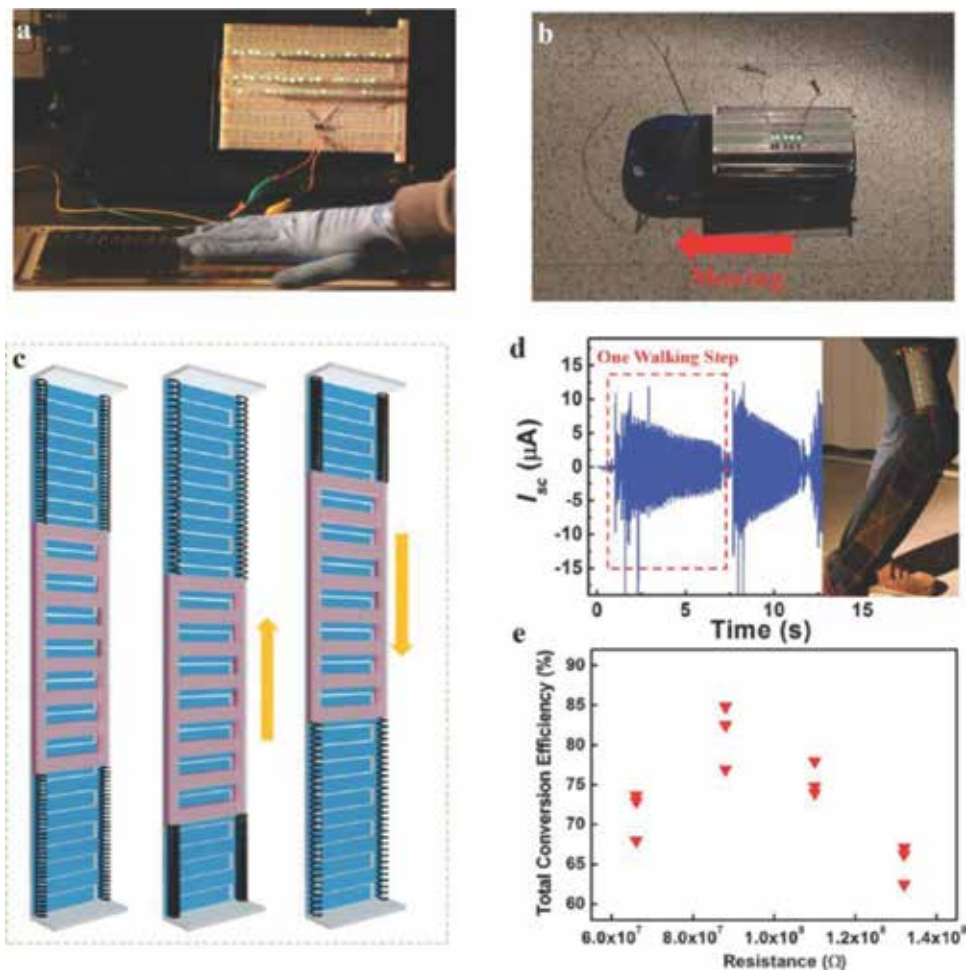 a
b
Moving
c
d
One Walking Step
I_sc (μA)
15
10
5
0
-5
-10
-15
0
5
10
15
Time (s)
e
Total Conversion Efficiency (%)
90
85
80
75
70
65
60
6.0x10⁷
8.0x10⁷
1.0x10⁸
1.2x10⁸
1.4x10⁸
Resistance (Ω)